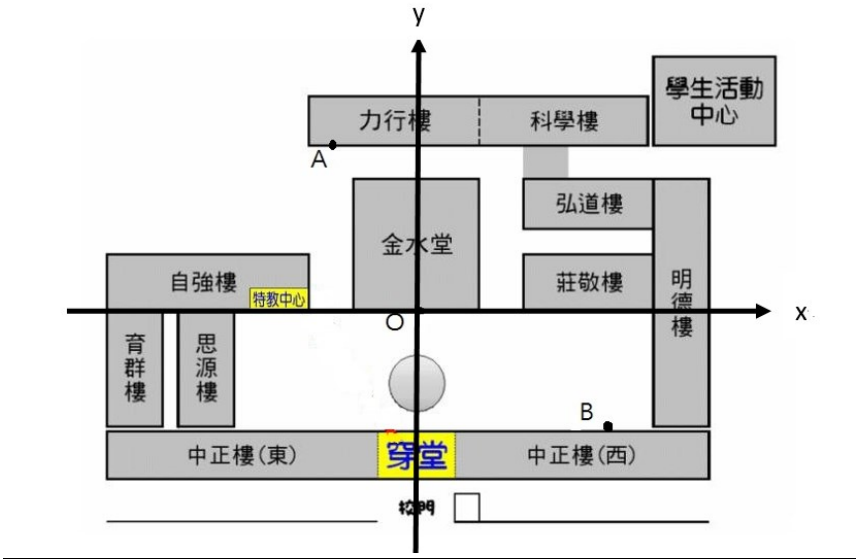 y
學生活動
中心
力行樓
科學樓
A
弘道樓
金水堂
自強樓
特教中心
莊敬樓
明德樓
x
O
育群樓
思源樓
B
中正樓(東)
穿堂
中正樓(西)
校門